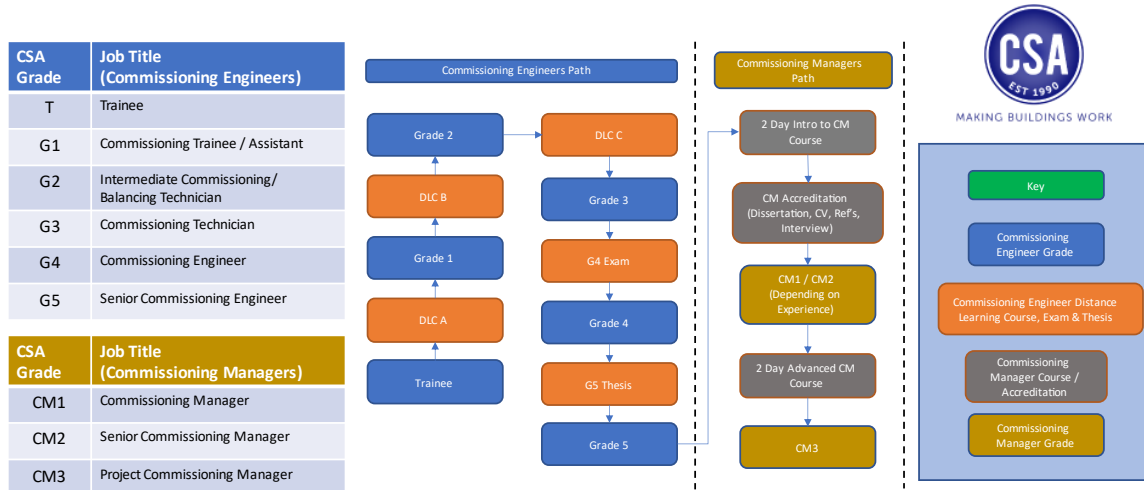 CSA
Grade
Job Title
(Commissioning Engineers)
T
Trainee
G1
Commissioning Trainee / Assistant
G2
Intermediate Commissioning/
Balancing Technician
G3
Commissioning Technician
G4
Commissioning Engineer
G5
Senior Commissioning Engineer
CSA
Grade
Job Title
(Commissioning Managers)
CM1
Commissioning Manager
CM2
Senior Commissioning Manager
CM3
Project Commissioning Manager
Commissioning Engineers Path
Trainee
DLC A
Grade 1
DLC B
Grade 2
DLC C
Grade 3
G4 Exam
Grade 4
G5 Thesis
Grade 5
Commissioning Managers
Path
2 Day Intro to CM
Course
CM Accreditation
(Dissertation, CV, Ref's,
Interview)
CM1 / CM2
(Depending on
Experience)
2 Day Advanced CM
Course
CM3
CSA
EST 1990
MAKING BUILDINGS WORK
Key
Commissioning
Engineer Grade
Commissioning Engineer Distance
Learning Course, Exam & Thesis
Commissioning
Manager Course /
Accreditation
Commissioning
Manager Grade